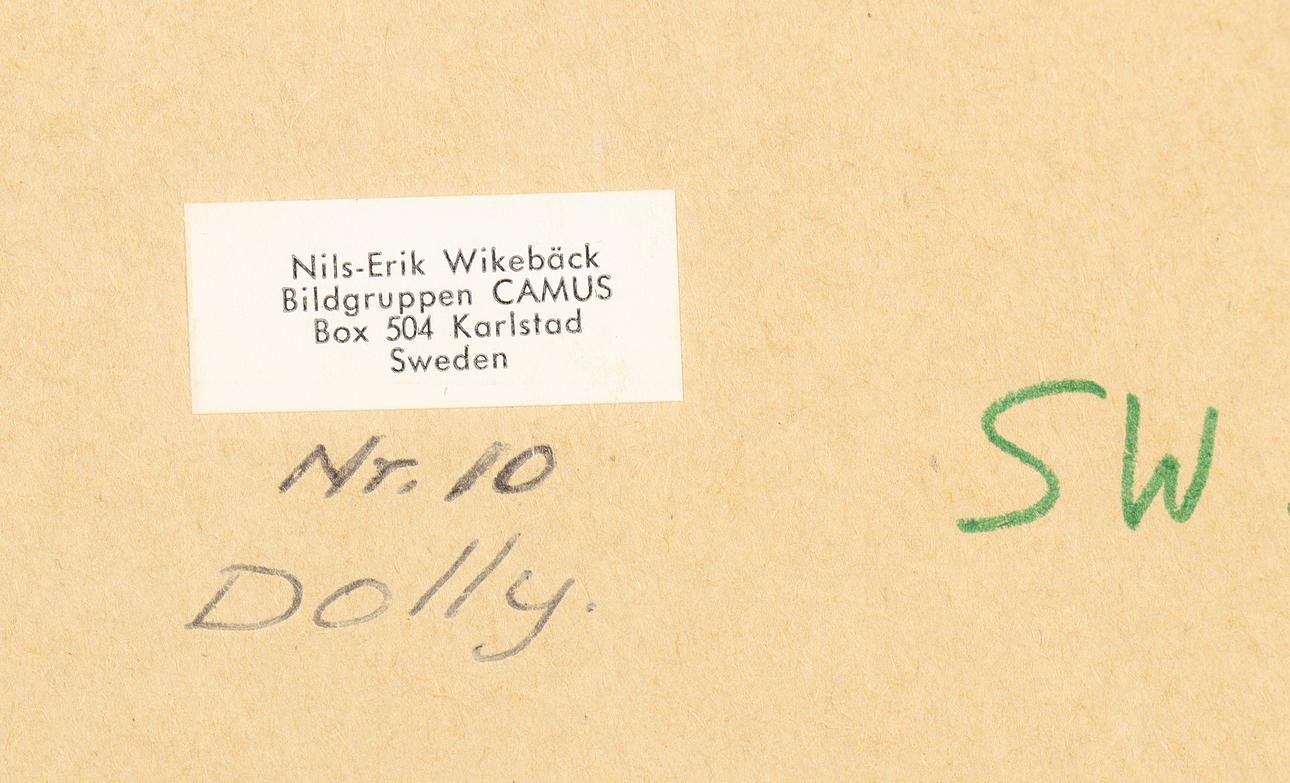 Nils-Erik Wikebäck
Bildgruppen CAMUS
Box 504 Karlstad
Sweden
Nr. 10
Dolly.
SW